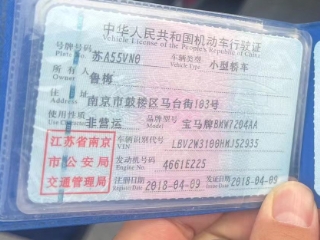 中华人民共和国机动车行驶证
Vehicle License of the People's Republic of China
号牌号码 苏A55VN0 车辆类型 小型轿车
Plate No. Vehicle Type
所有人 鲁梅
Owner
住址 南京市鼓楼区马台街103号
Address
使用性质 非营运 品牌型号 宝马牌BMW7204AA
Use Character Model
江苏省南京
市公安局
交通管理局
车辆识别代号 LBV2W3100HMJ52935
VIN
发动机号码 4661E225
Engine No.
注册日期 2018-04-09 发证日期 2018-04-09
Register Date Issue Date